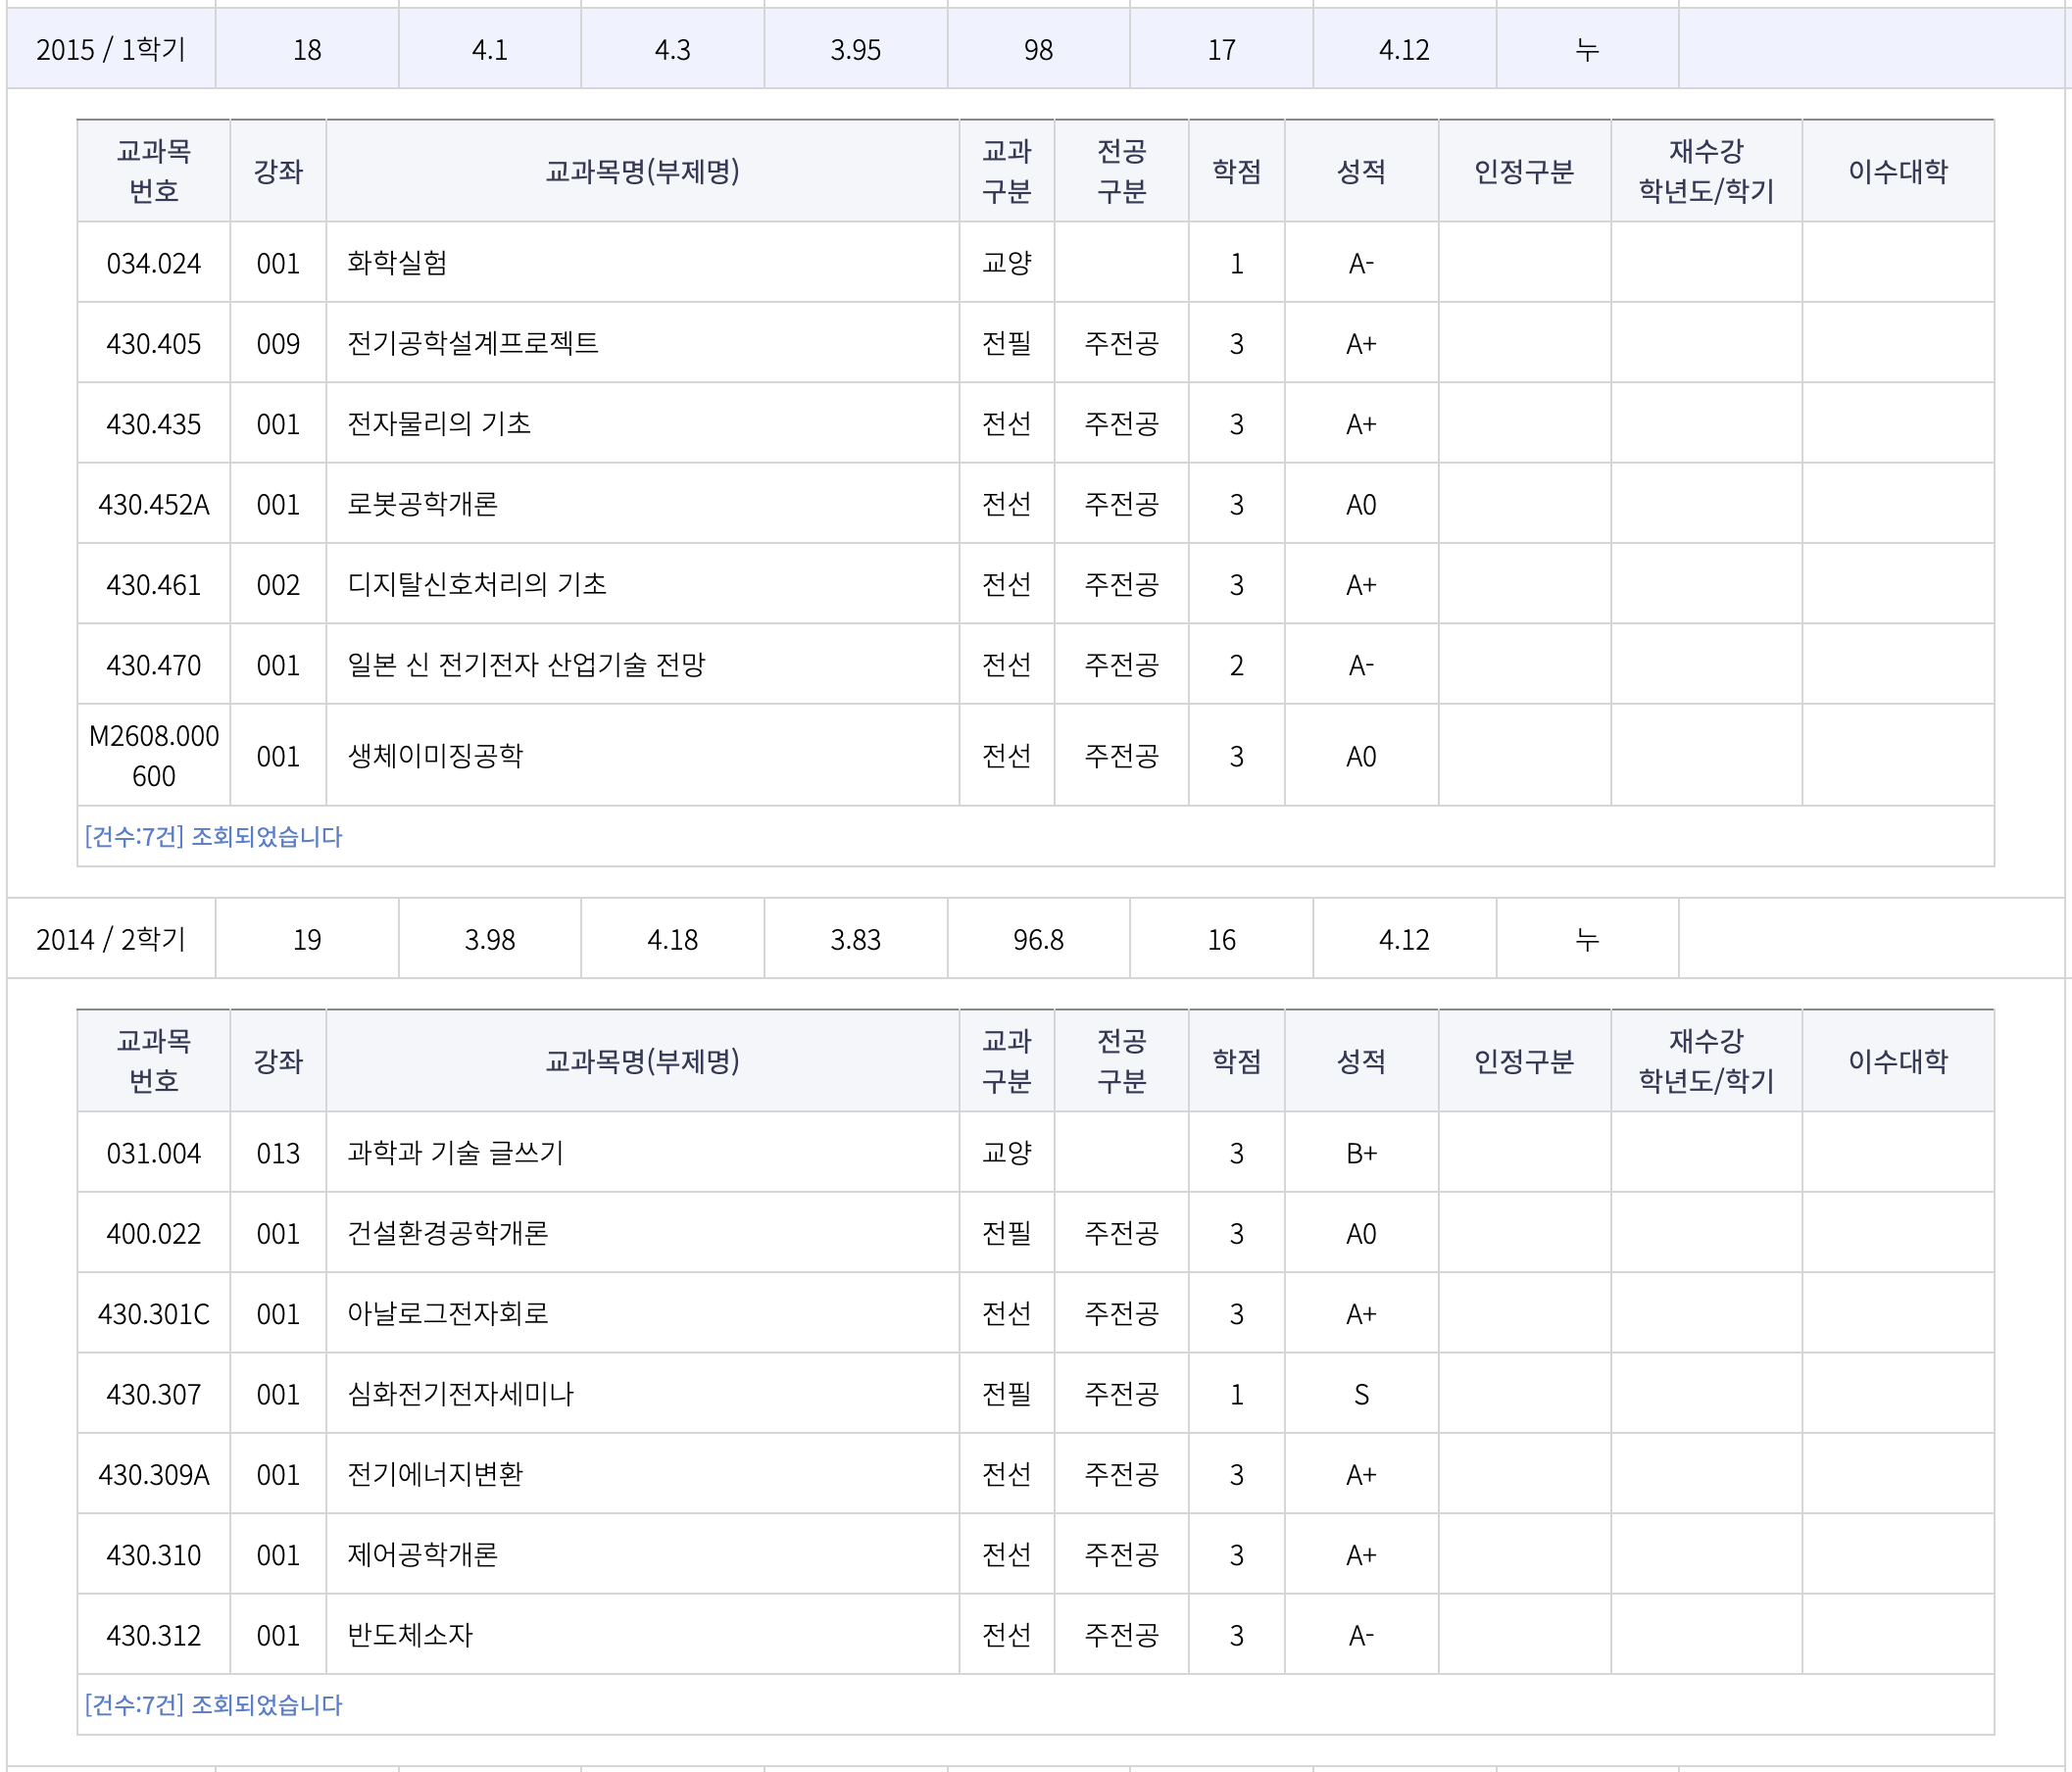 2015 / 1학기 18 4.1 4.3 3.95 98 17 4.12 누
교과목 번호 강좌 교과목명(부제명) 교과 구분 전공 구분 학점 성적 인정구분 재수강 학년도/학기 이수대학
034.024 001 화학실험 교양 1 A-
430.405 009 전기공학설계프로젝트 전필 주전공 3 A+
430.435 001 전자물리의 기초 전선 주전공 3 A+
430.452A 001 로봇공학개론 전선 주전공 3 A0
430.461 002 디지탈신호처리의 기초 전선 주전공 3 A+
430.470 001 일본 신 전기전자 산업기술 전망 전선 주전공 2 A-
M2608.000600 001 생체이미징공학 전선 주전공 3 A0
[건수:7건] 조회되었습니다
2014 / 2학기 19 3.98 4.18 3.83 96.8 16 4.12 누
교과목 번호 강좌 교과목명(부제명) 교과 구분 전공 구분 학점 성적 인정구분 재수강 학년도/학기 이수대학
031.004 013 과학과 기술 글쓰기 교양 3 B+
400.022 001 건설환경공학개론 전필 주전공 3 A0
430.301C 001 아날로그전자회로 전선 주전공 3 A+
430.307 001 심화전기전자세미나 전필 주전공 1 S
430.309A 001 전기에너지변환 전선 주전공 3 A+
430.310 001 제어공학개론 전선 주전공 3 A+
430.312 001 반도체소자 전선 주전공 3 A-
[건수:7건] 조회되었습니다